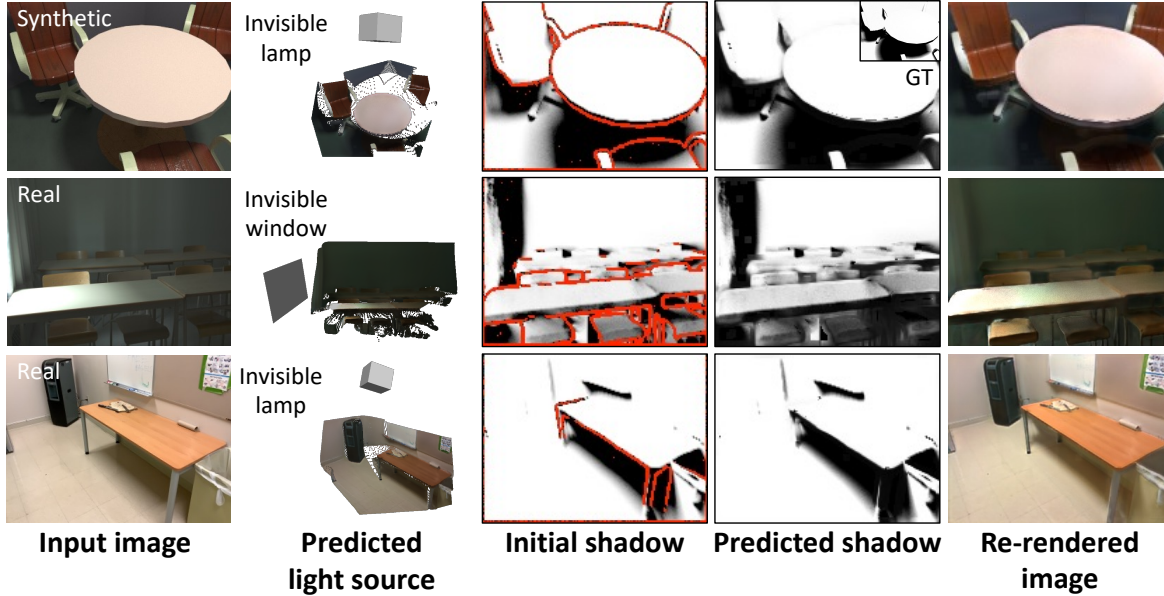 Synthetic
Invisible
lamp
GT
Real
Invisible
window
Real
Invisible
lamp
Input image
Predicted
light source
Initial shadow
Predicted shadow
Re-rendered
image